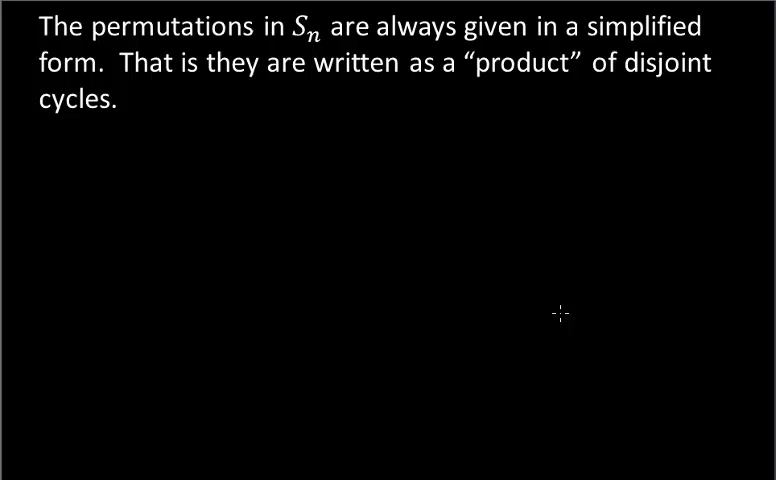 The permutations in 𝑆ₙ are always given in a simplified
form.  That is they are written as a “product” of disjoint
cycles.